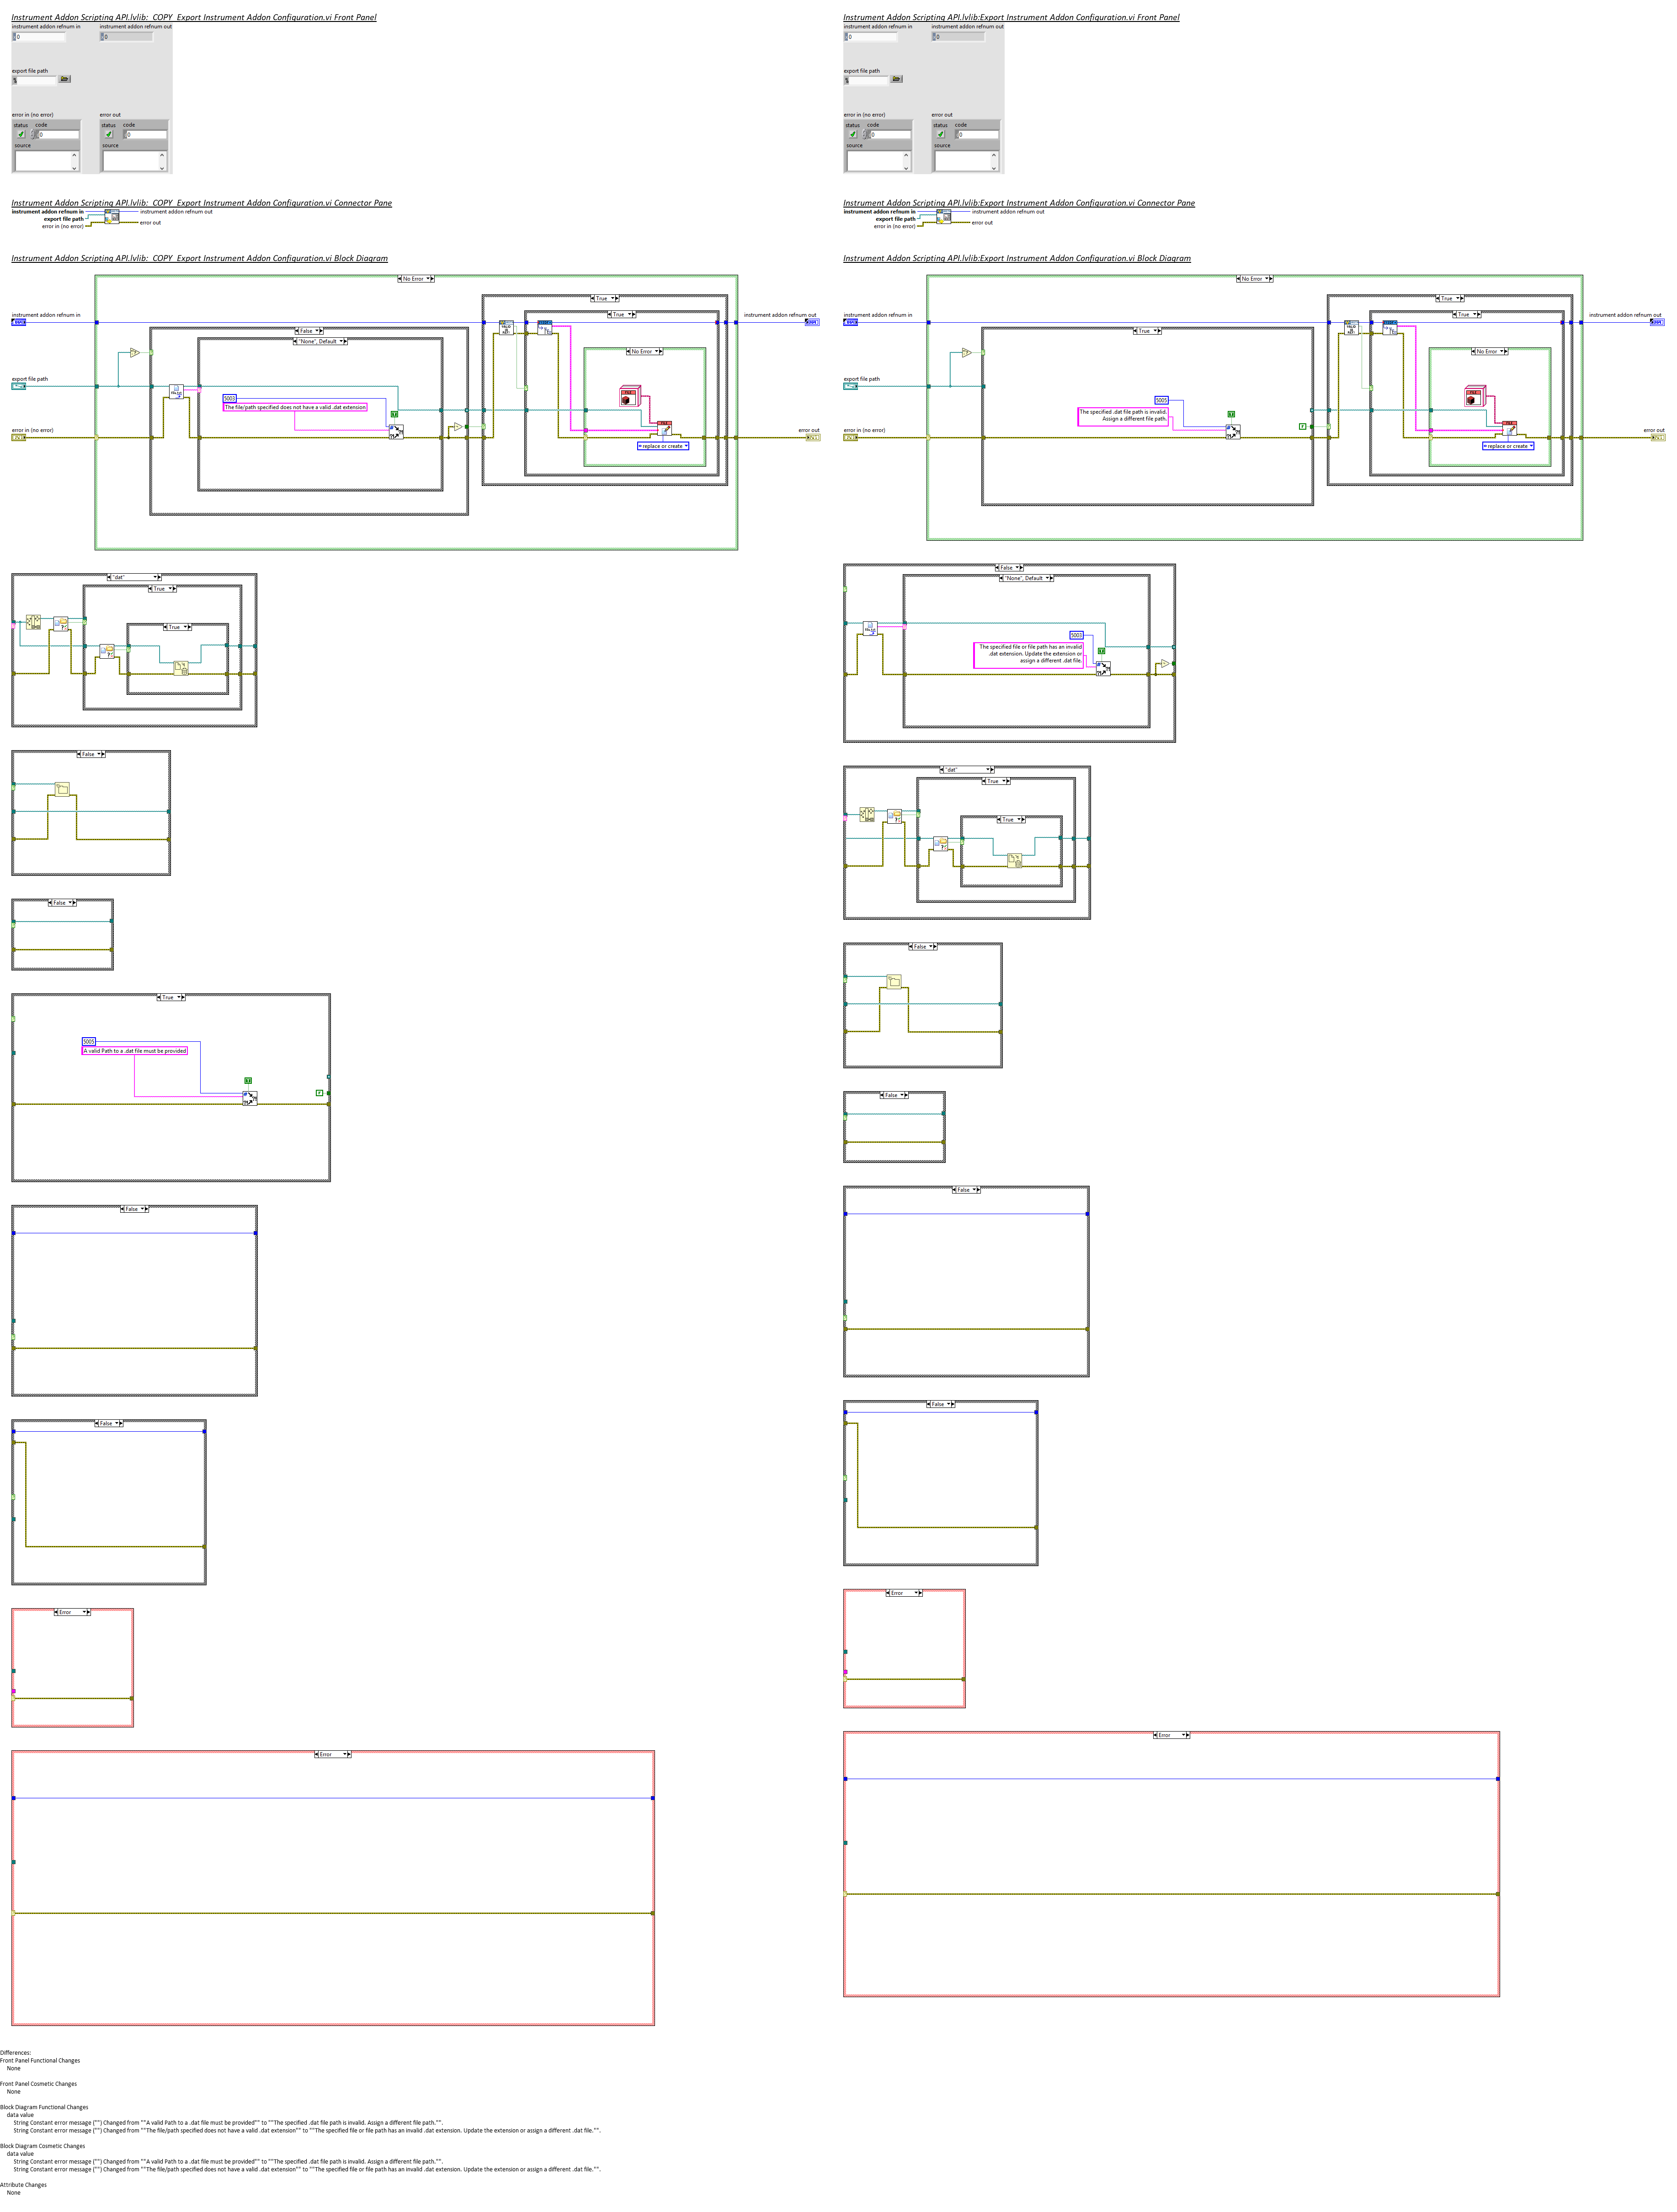 Instrument Addon Scripting API.lvlib:_COPY_Export Instrument Addon Configuration.vi Front Panel
instrument addon refnum in
instrument addon refnum out
0
0
export file path
error in (no error)
error out
status code
status code
0
0
source
source
Instrument Addon Scripting API.lvlib:_COPY_Export Instrument Addon Configuration.vi Connector Pane
instrument addon refnum in
instrument addon refnum out
export file path
error in (no error)
error out
Instrument Addon Scripting API.lvlib:_COPY_Export Instrument Addon Configuration.vi Block Diagram
No Error
True
instrument addon refnum in
instrument addon refnum out
True
False
"None", Default
No Error
export file path
5003
The file/path specified does not have a valid .dat extension
error in (no error)
error out
replace or create
"dat"
True
True
False
False
True
5005
A valid Path to a .dat file must be provided
False
False
Error
Error
Instrument Addon Scripting API.lvlib:Export Instrument Addon Configuration.vi Front Panel
instrument addon refnum in
instrument addon refnum out
0
0
export file path
error in (no error)
error out
status code
status code
0
0
source
source
Instrument Addon Scripting API.lvlib:Export Instrument Addon Configuration.vi Connector Pane
instrument addon refnum in
instrument addon refnum out
export file path
error in (no error)
error out
Instrument Addon Scripting API.lvlib:Export Instrument Addon Configuration.vi Block Diagram
No Error
True
instrument addon refnum in
instrument addon refnum out
True
True
No Error
export file path
5005
The specified .dat file path is invalid.
Assign a different file path.
error in (no error)
error out
replace or create
False
"None", Default
5003
The specified file or file path has an invalid
.dat extension. Update the extension or
assign a different .dat file.
"dat"
True
True
False
False
False
False
Error
Error
Differences:
Front Panel Functional Changes
None
Front Panel Cosmetic Changes
None
Block Diagram Functional Changes
data value
String Constant error message ("") Changed from ""A valid Path to a .dat file must be provided"" to ""The specified .dat file path is invalid. Assign a different file path."".
String Constant error message ("") Changed from ""The file/path specified does not have a valid .dat extension"" to ""The specified file or file path has an invalid .dat extension. Update the extension or assign a different .dat file."".
Block Diagram Cosmetic Changes
data value
String Constant error message ("") Changed from ""A valid Path to a .dat file must be provided"" to ""The specified .dat file path is invalid. Assign a different file path."".
String Constant error message ("") Changed from ""The file/path specified does not have a valid .dat extension"" to ""The specified file or file path has an invalid .dat extension. Update the extension or assign a different .dat file."".
Attribute Changes
None